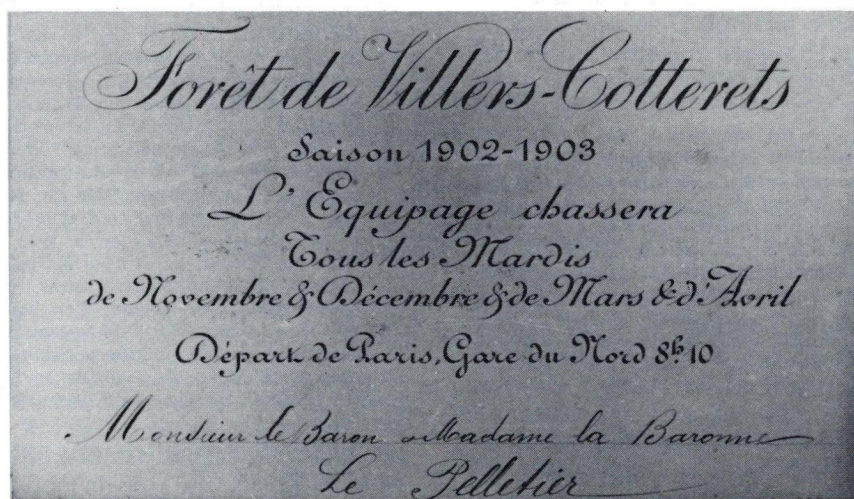 Forêt de Villers-Cotterets
Saison 1902-1903
L'Equipage chassera
Tous les Mardis
de Novembre & Décembre & de Mars & d'Avril
Départ de Paris, Gare du Nord 8h. 10
Monsieur le Baron & Madame la Baronne
Le Pelletier